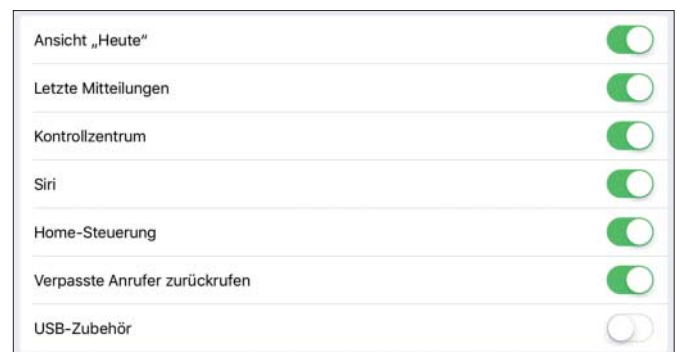 Ansicht „Heute“
Letzte Mitteilungen
Kontrollzentrum
Siri
Home-Steuerung
Verpasste Anrufer zurückrufen
USB-Zubehör